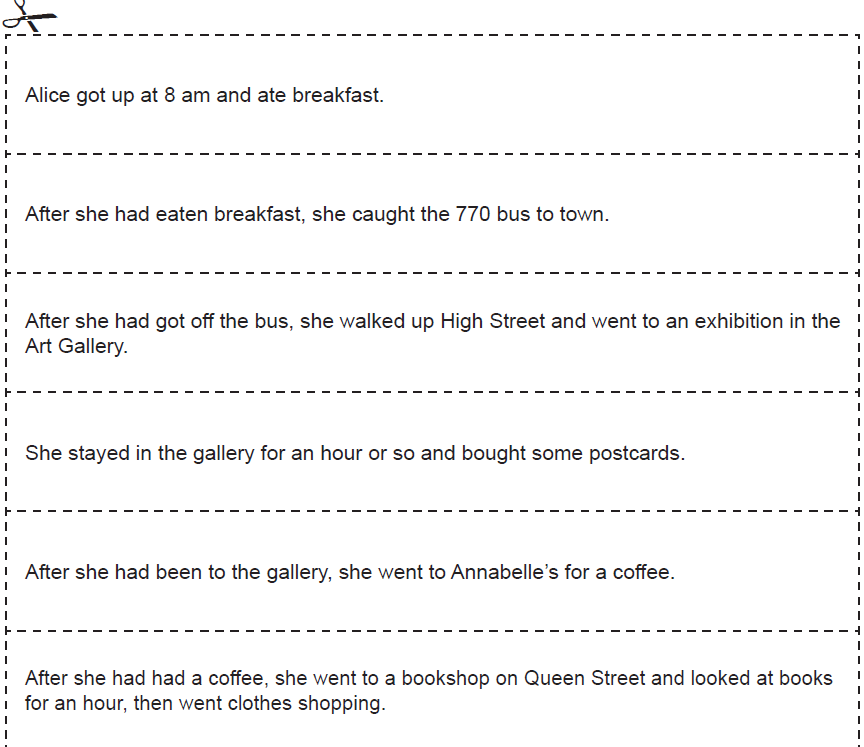 Alice got up at 8 am and ate breakfast.
After she had eaten breakfast, she caught the 770 bus to town.
After she had got off the bus, she walked up High Street and went to an exhibition in the
Art Gallery.
She stayed in the gallery for an hour or so and bought some postcards.
After she had been to the gallery, she went to Annabelle’s for a coffee.
After she had had a coffee, she went to a bookshop on Queen Street and looked at books
for an hour, then went clothes shopping.